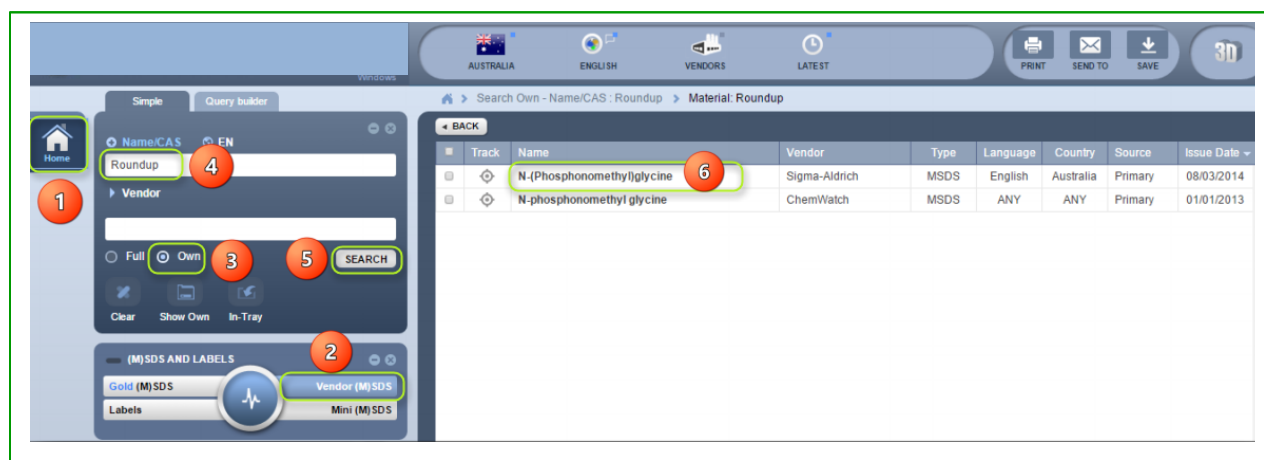 Windows
AUSTRALIA ENGLISH VENDORS LATEST PRINT SEND TO SAVE 3D
Simple Query builder
Search Own - Name/CAS : Roundup > Material: Roundup
BACK
Home
1
Name/CAS EN
Roundup
4
Vendor
Full Own
3
5
SEARCH
Clear Show Own In-Tray
(M)SDS AND LABELS
2
Gold (M)SDS Vendor (M)SDS
Labels Mini (M)SDS
Track Name Vendor Type Language Country Source Issue Date
N-(Phosphonomethyl)glycine 6 Sigma-Aldrich MSDS English Australia Primary 08/03/2014
N-phosphonomethyl glycine ChemWatch MSDS ANY ANY Primary 01/01/2013